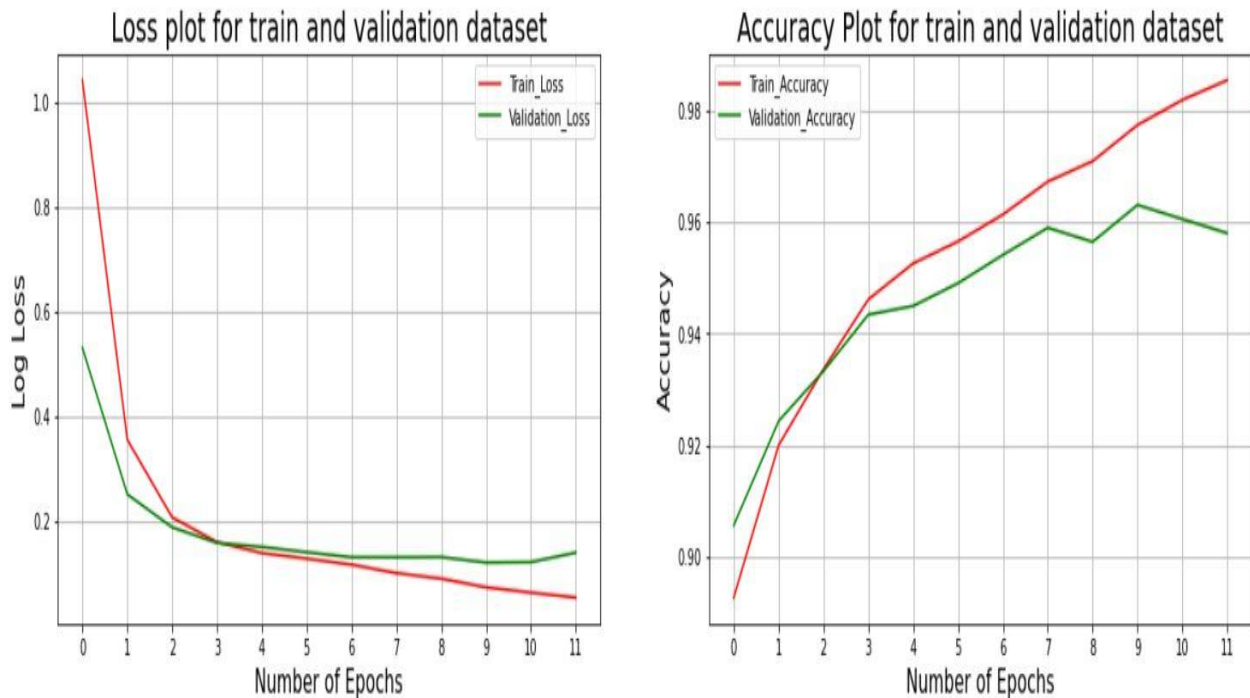 Loss plot for train and validation dataset
Train_Loss
Validation_Loss
1.0
0.8
0.6
0.4
0.2
Log Loss
0 1 2 3 4 5 6 7 8 9 10 11
Number of Epochs
Accuracy Plot for train and validation dataset
Train_Accuracy
Validation_Accuracy
0.98
0.96
0.94
0.92
0.90
Accuracy
0 1 2 3 4 5 6 7 8 9 10 11
Number of Epochs